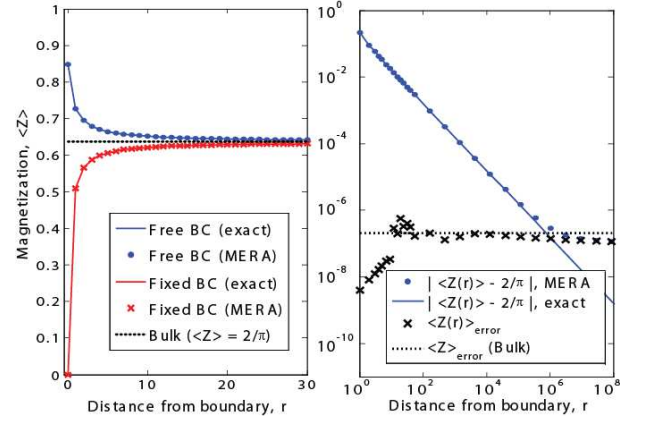 1
0.9
0.8
0.7
0.6
0.5
0.4
0.3
0.2
0.1
0
0
10
20
30
Magnetization, <Z>
Distance from boundary, r
Free BC (exact)
Free BC (MERA)
Fixed BC (exact)
Fixed BC (MERA)
Bulk (<Z> = 2/π)
10^0
10^-2
10^-4
10^-6
10^-8
10^-10
10^0
10^2
10^4
10^6
10^8
Distance from boundary, r
| <Z(r)> - 2/π |, MERA
| <Z(r)> - 2/π |, exact
<Z(r)>error
<Z>error (Bulk)